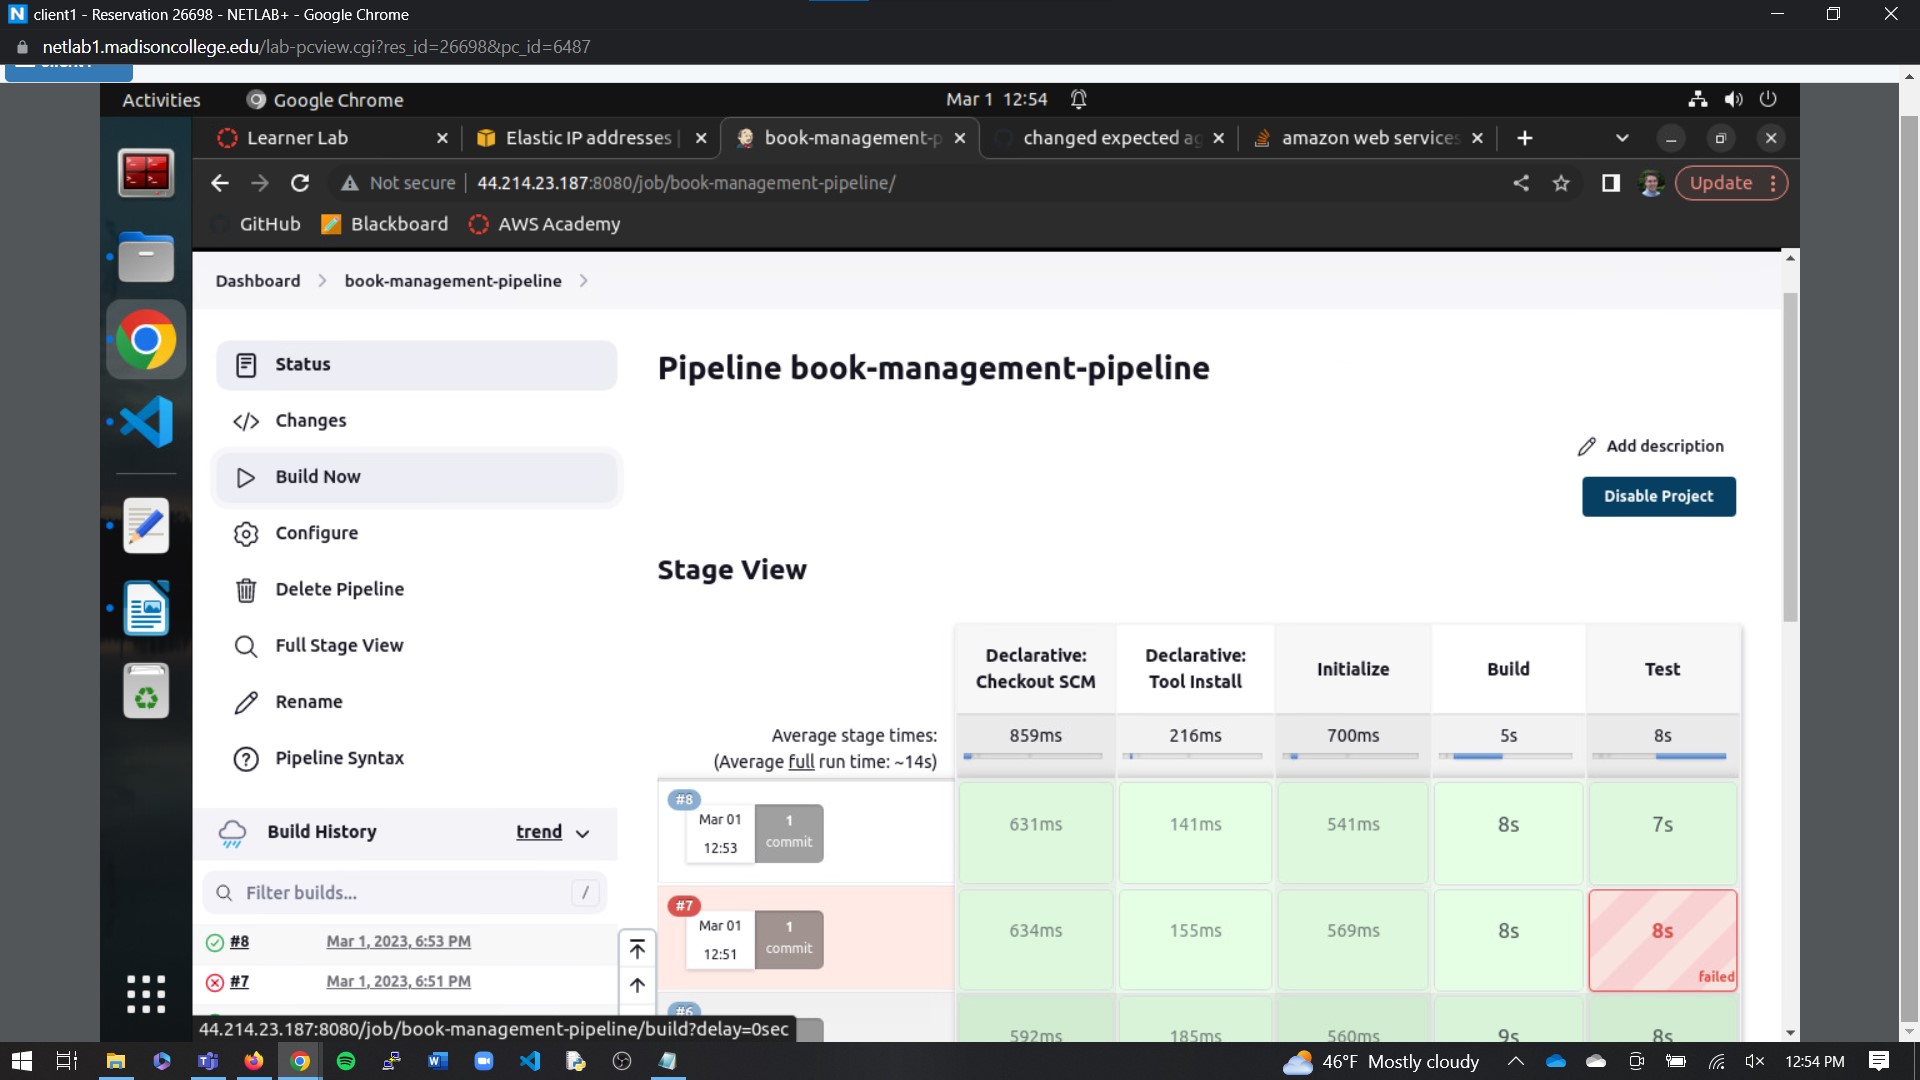 client1 - Reservation 26698 - NETLAB+ - Google Chrome
netlab1.madisoncollege.edu/lab-pcview.cgi?res_id=26698&pc_id=6487
Activities
Google Chrome
Mar 1 12:54
Learner Lab
Elastic IP addresses |
book-management-p
changed expected ag
amazon web services
Not secure
44.214.23.187:8080/job/book-management-pipeline/
Update
GitHub
Blackboard
AWS Academy
Dashboard
book-management-pipeline
Status
Changes
Build Now
Configure
Delete Pipeline
Full Stage View
Rename
Pipeline Syntax
Build History
trend
Filter builds...
/
#8
Mar 1, 2023, 6:53 PM
#7
Mar 1, 2023, 6:51 PM
44.214.23.187:8080/job/book-management-pipeline/build?delay=0sec
Pipeline book-management-pipeline
Add description
Disable Project
Stage View
Declarative:
Checkout SCM
Declarative:
Tool Install
Initialize
Build
Test
Average stage times:
(Average full run time: ~14s)
859ms
216ms
700ms
5s
8s
#8
Mar 01
12:53
1
commit
631ms
141ms
541ms
8s
7s
#7
Mar 01
12:51
1
commit
634ms
155ms
569ms
8s
8s
failed
#6
592ms
185ms
560ms
9s
8s
46°F Mostly cloudy
12:54 PM